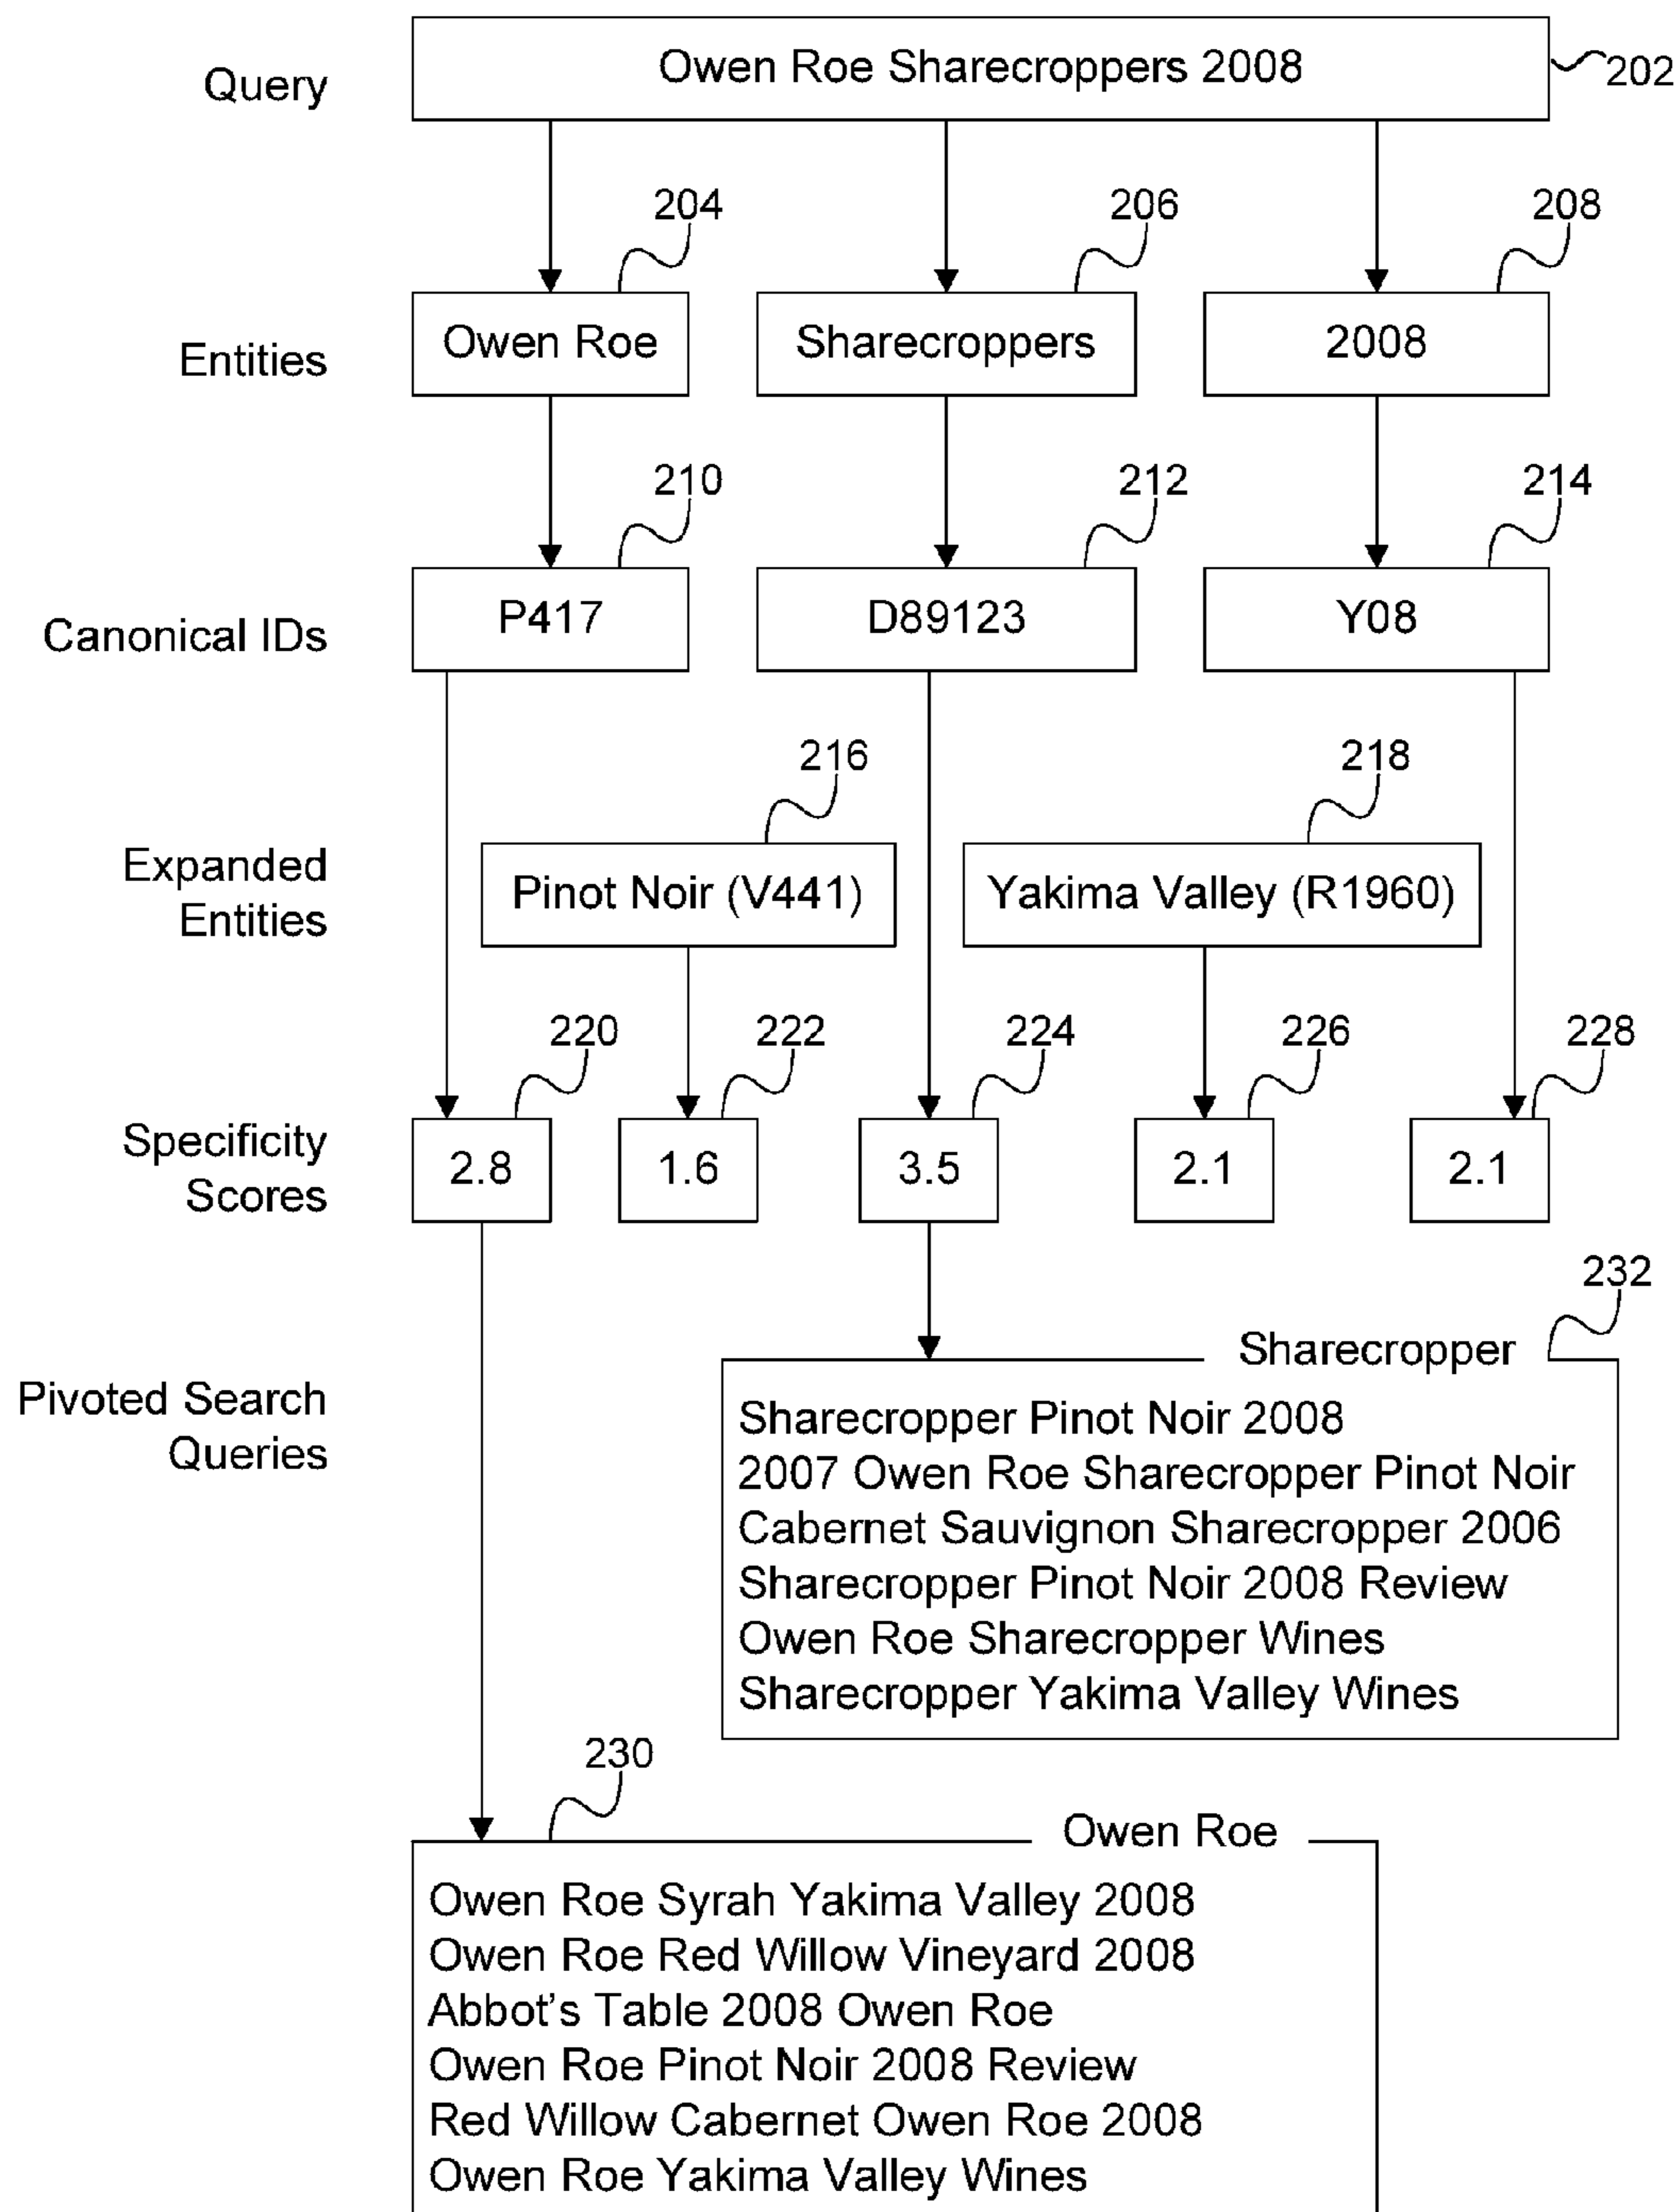 Query
Owen Roe Sharecroppers 2008
202
204
206
208
Entities
Owen Roe
Sharecroppers
2008
210
212
214
Canonical IDs
P417
D89123
Y08
216
218
Expanded
Entities
Pinot Noir (V441)
Yakima Valley (R1960)
220
222
224
226
228
Specificity
Scores
2.8
1.6
3.5
2.1
2.1
232
Pivoted Search
Queries
Sharecropper
Sharecropper Pinot Noir 2008
2007 Owen Roe Sharecropper Pinot Noir
Cabernet Sauvignon Sharecropper 2006
Sharecropper Pinot Noir 2008 Review
Owen Roe Sharecropper Wines
Sharecropper Yakima Valley Wines
230
Owen Roe
Owen Roe Syrah Yakima Valley 2008
Owen Roe Red Willow Vineyard 2008
Abbot's Table 2008 Owen Roe
Owen Roe Pinot Noir 2008 Review
Red Willow Cabernet Owen Roe 2008
Owen Roe Yakima Valley Wines